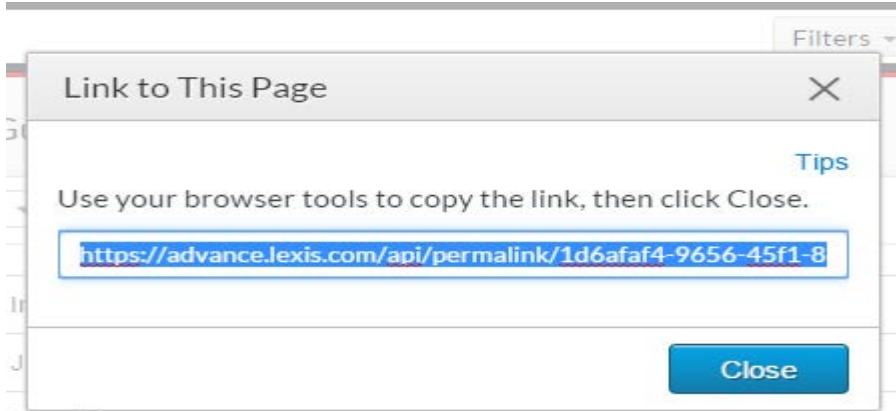 Filters
Link to This Page
Tips
Use your browser tools to copy the link, then click Close.
https://advance.lexis.com/api/permalink/1d6afaf4-9656-45f1-8
Close